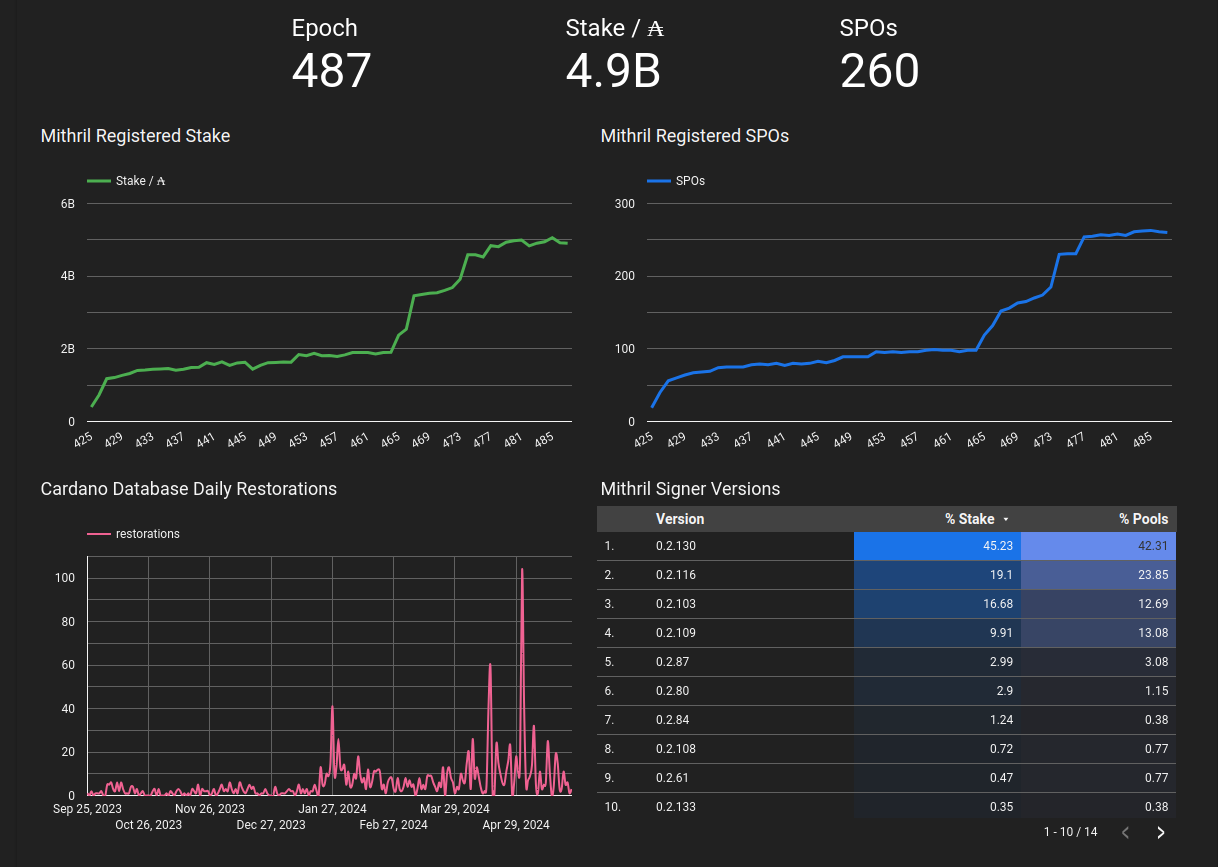 Epoch Stake / ₳ SPOs
487 4.9B 260
Mithril Registered Stake
Stake / ₳
6B
4B
2B
0
425 429 433 437 441 445 449 453 457 461 465 469 473 477 481 485
Mithril Registered SPOs
SPOs
300
200
100
0
425 429 433 437 441 445 449 453 457 461 465 469 473 477 481 485
Cardano Database Daily Restorations
restorations
100
80
60
40
20
0
Sep 25, 2023 Nov 26, 2023 Jan 27, 2024 Mar 29, 2024
Oct 26, 2023 Dec 27, 2023 Feb 27, 2024 Apr 29, 2024
Mithril Signer Versions
Version % Stake % Pools
1. 0.2.130 45.23 42.31
2. 0.2.116 19.1 23.85
3. 0.2.103 16.68 12.69
4. 0.2.109 9.91 13.08
5. 0.2.87 2.99 3.08
6. 0.2.80 2.9 1.15
7. 0.2.84 1.24 0.38
8. 0.2.108 0.72 0.77
9. 0.2.61 0.47 0.77
10. 0.2.133 0.35 0.38
1 - 10 / 14